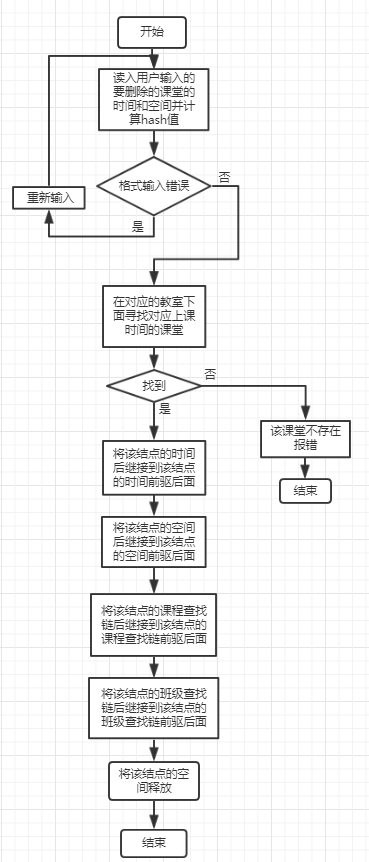 开始
读入用户输入的
要删除的课堂的
时间和空间并计
算hash值
格式输入错误
否
重新输入
是
在对应的教室下
面寻找对应上课
时间的课堂
找到
否
是
该课堂不存在
报错
结束
将该结点的时间
后继接到该结点
的时间前驱后面
将该结点的空间
后继接到该结点
的空间前驱后面
将该结点的课程查找
链后继接到该结点的
课程查找链前驱后面
将该结点的班级查找
链后继接到该结点的
班级查找链前驱后面
将该结点的空
间释放
结束